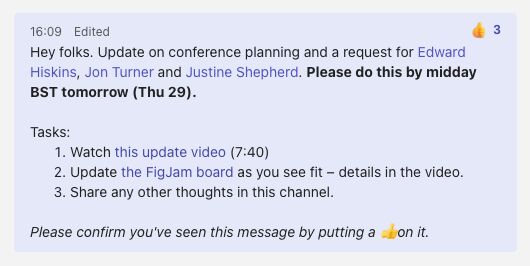 16:09 Edited 👍 3
Hey folks. Update on conference planning and a request for Edward
Hiskins, Jon Turner and Justine Shepherd. Please do this by midday
BST tomorrow (Thu 29).
Tasks:
1. Watch this update video (7:40)
2. Update the FigJam board as you see fit – details in the video.
3. Share any other thoughts in this channel.
Please confirm you've seen this message by putting a 👍on it.